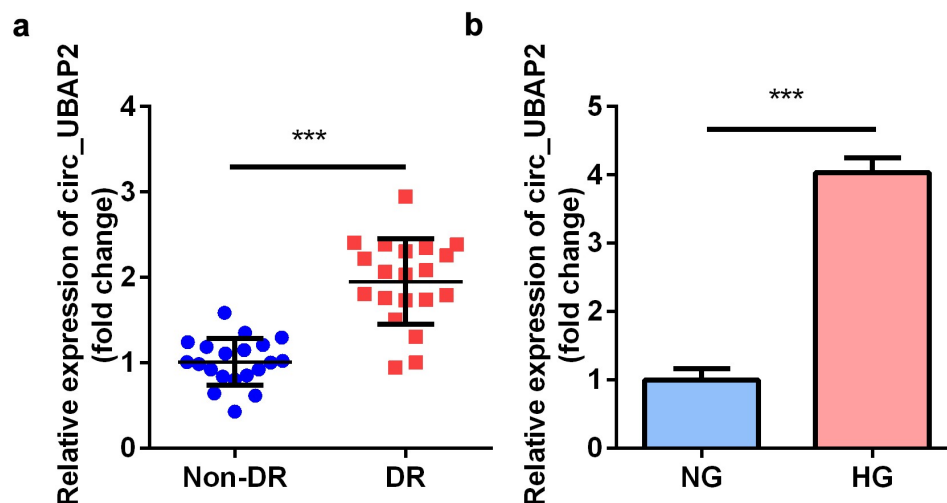 a
Relative expression of circ_UBAP2
(fold change)
4
3
2
1
0
***
Non-DR
DR
b
Relative expression of circ_UBAP2
(fold change)
5
4
3
2
1
0
***
NG
HG